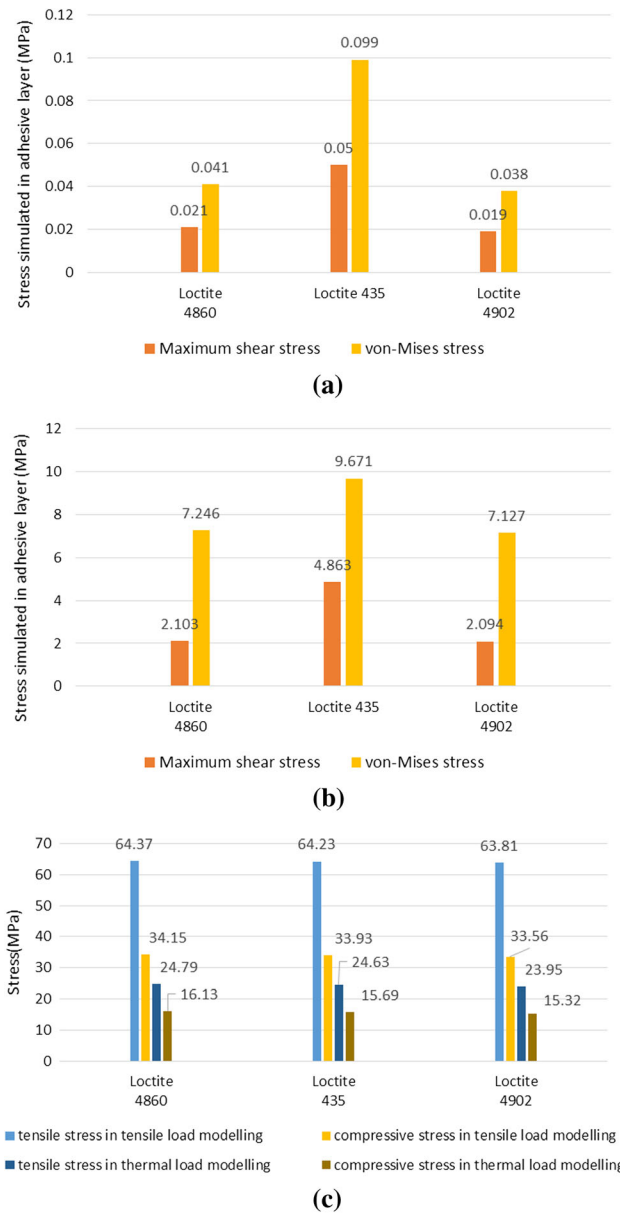 Stress simulated in adhesive layer (MPa)
0.12
0.1
0.08
0.06
0.04
0.02
0
0.021
0.041
0.05
0.099
0.019
0.038
Loctite
4860
Loctite 435
Loctite
4902
Maximum shear stress
von-Mises stress
(a)
Stress simulated in adhesive layer (MPa)
12
10
8
6
4
2
0
2.103
7.246
4.863
9.671
2.094
7.127
Loctite
4860
Loctite 435
Loctite
4902
Maximum shear stress
von-Mises stress
(b)
Stress(MPa)
70
60
50
40
30
20
10
0
64.37
34.15
24.79
16.13
64.23
33.93
24.63
15.69
63.81
33.56
23.95
15.32
Loctite
4860
Loctite
435
Loctite
4902
tensile stress in tensile load modelling
compressive stress in tensile load modelling
tensile stress in thermal load modelling
compressive stress in thermal load modelling
(c)